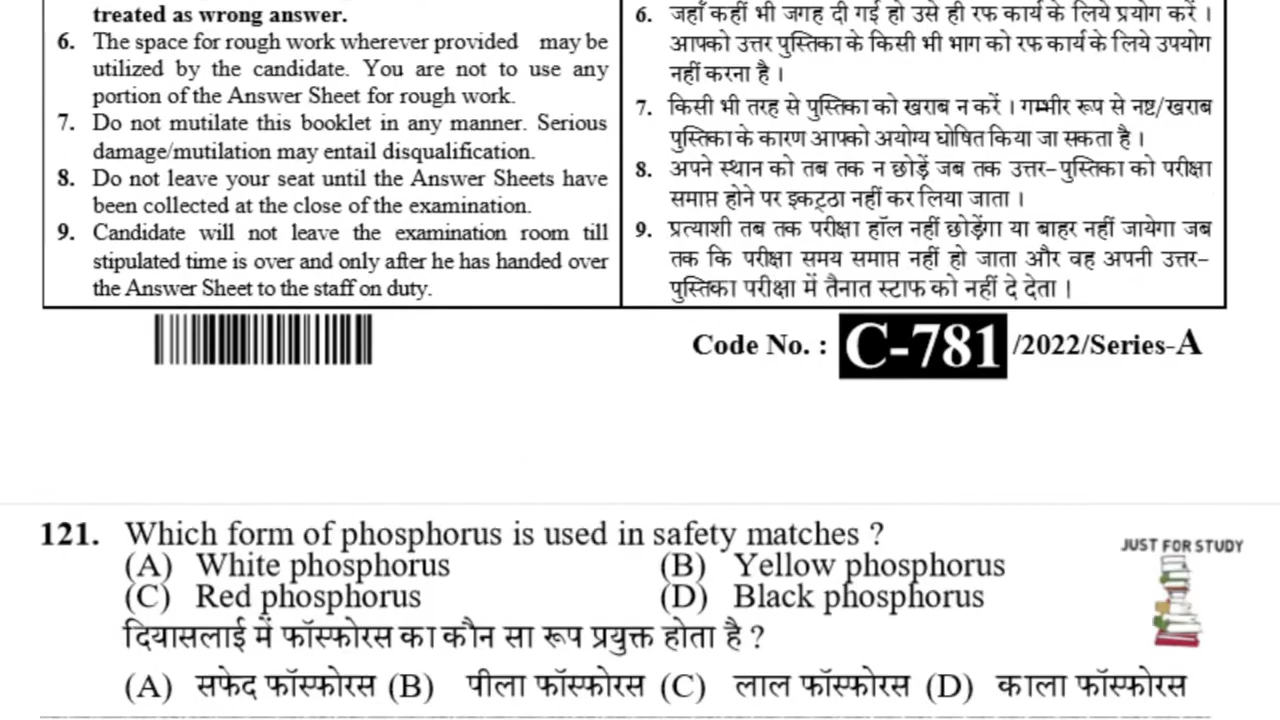 treated as wrong answer.
6. The space for rough work wherever provided may be
utilized by the candidate. You are not to use any
portion of the Answer Sheet for rough work.
7. Do not mutilate this booklet in any manner. Serious
damage/mutilation may entail disqualification.
8. Do not leave your seat until the Answer Sheets have
been collected at the close of the examination.
9. Candidate will not leave the examination room till
stipulated time is over and only after he has handed over
the Answer Sheet to the staff on duty.
6. जहाँ कहीं भी जगह दी गई हो उसे ही रफ कार्य के लिये प्रयोग करें ।
आपको उत्तर पुस्तिका के किसी भी भाग को रफ कार्य के लिये उपयोग
नहीं करना है ।
7. किसी भी तरह से पुस्तिका को खराब न करें । गम्भीर रूप से नष्ट/खराब
पुस्तिका के कारण आपको अयोग्य घोषित किया जा सकता है ।
8. अपने स्थान को तब तक न छोड़ें जब तक उत्तर-पुस्तिका को परीक्षा
समाप्त होने पर इकट्ठा नहीं कर लिया जाता ।
9. प्रत्याशी तब तक परीक्षा हॉल नहीं छोड़ेंगा या बाहर नहीं जायेगा जब
तक कि परीक्षा समय समाप्त नहीं हो जाता और वह अपनी उत्तर-
पुस्तिका परीक्षा में तैनात स्टाफ को नहीं दे देता ।
Code No. : C-781 /2022/Series-A
121. Which form of phosphorus is used in safety matches ?
(A) White phosphorus (B) Yellow phosphorus
(C) Red phosphorus (D) Black phosphorus
दियासलाई में फॉस्फोरस का कौन सा रूप प्रयुक्त होता है ?
(A) सफेद फॉस्फोरस (B) पीला फॉस्फोरस (C) लाल फॉस्फोरस (D) काला फॉस्फोरस
JUST FOR STUDY